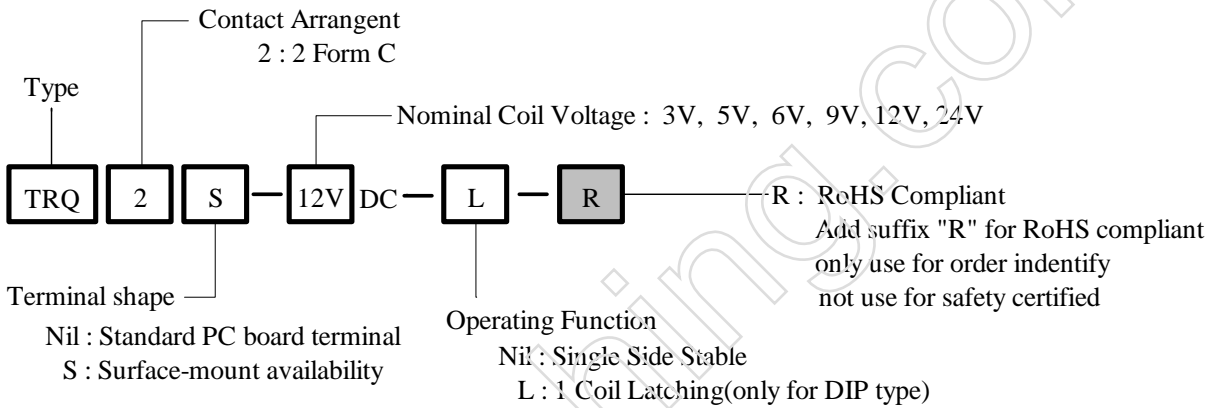 Contact Arrangent
2 : 2 Form C
Type
Nominal Coil Voltage : 3V, 5V, 6V, 9V, 12V, 24V
TRQ 2 S - 12V DC - L - R
R : RoHS Compliant
Add suffix "R" for RoHS compliant
only use for order indentify
not use for safety certified
Terminal shape
Nil : Standard PC board terminal
S : Surface-mount availability
Operating Function
Nil : Single Side Stable
L : 1 Coil Latching(only for DIP type)
hing.co